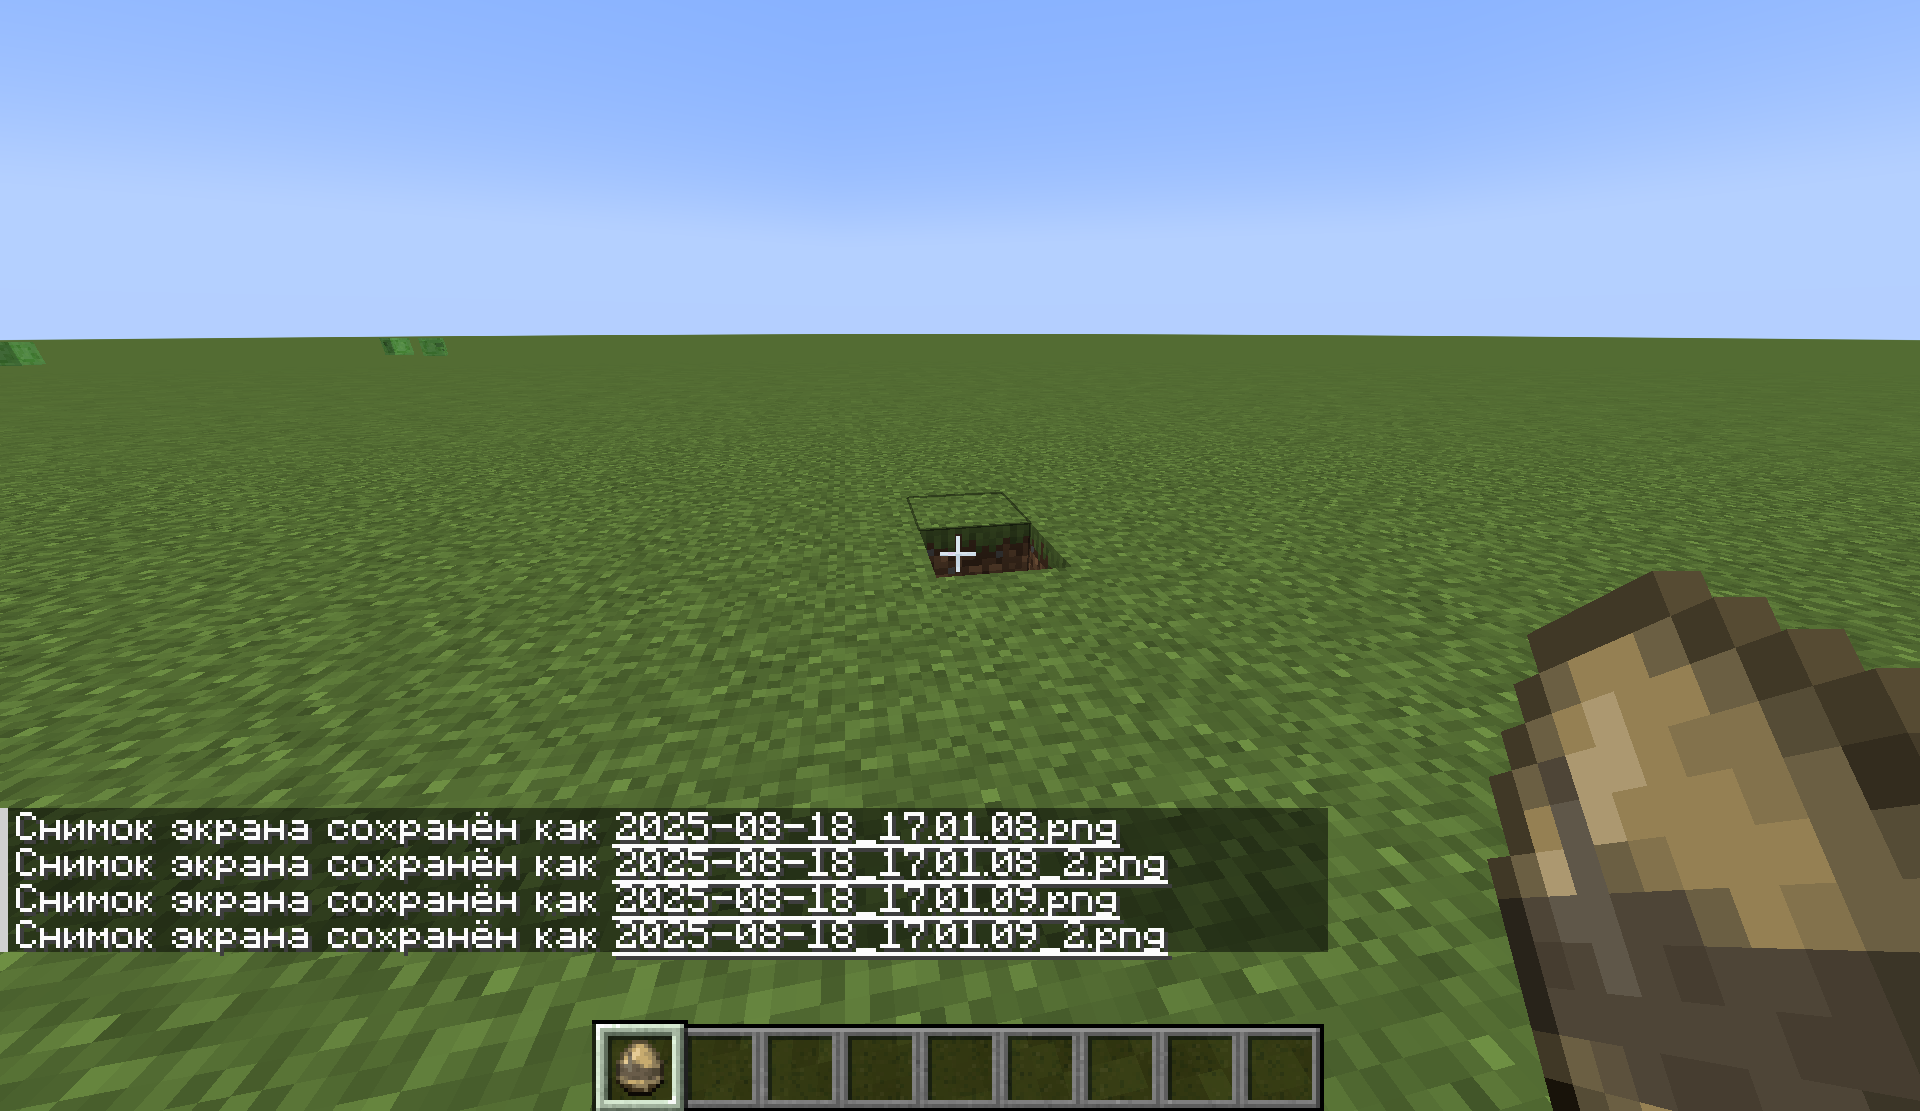 Снимок экрана сохранён как 2025-08-18_17.01.08.png
Снимок экрана сохранён как 2025-08-18_17.01.08_2.png
Снимок экрана сохранён как 2025-08-18_17.01.09.png
Снимок экрана сохранён как 2025-08-18_17.01.09_2.png